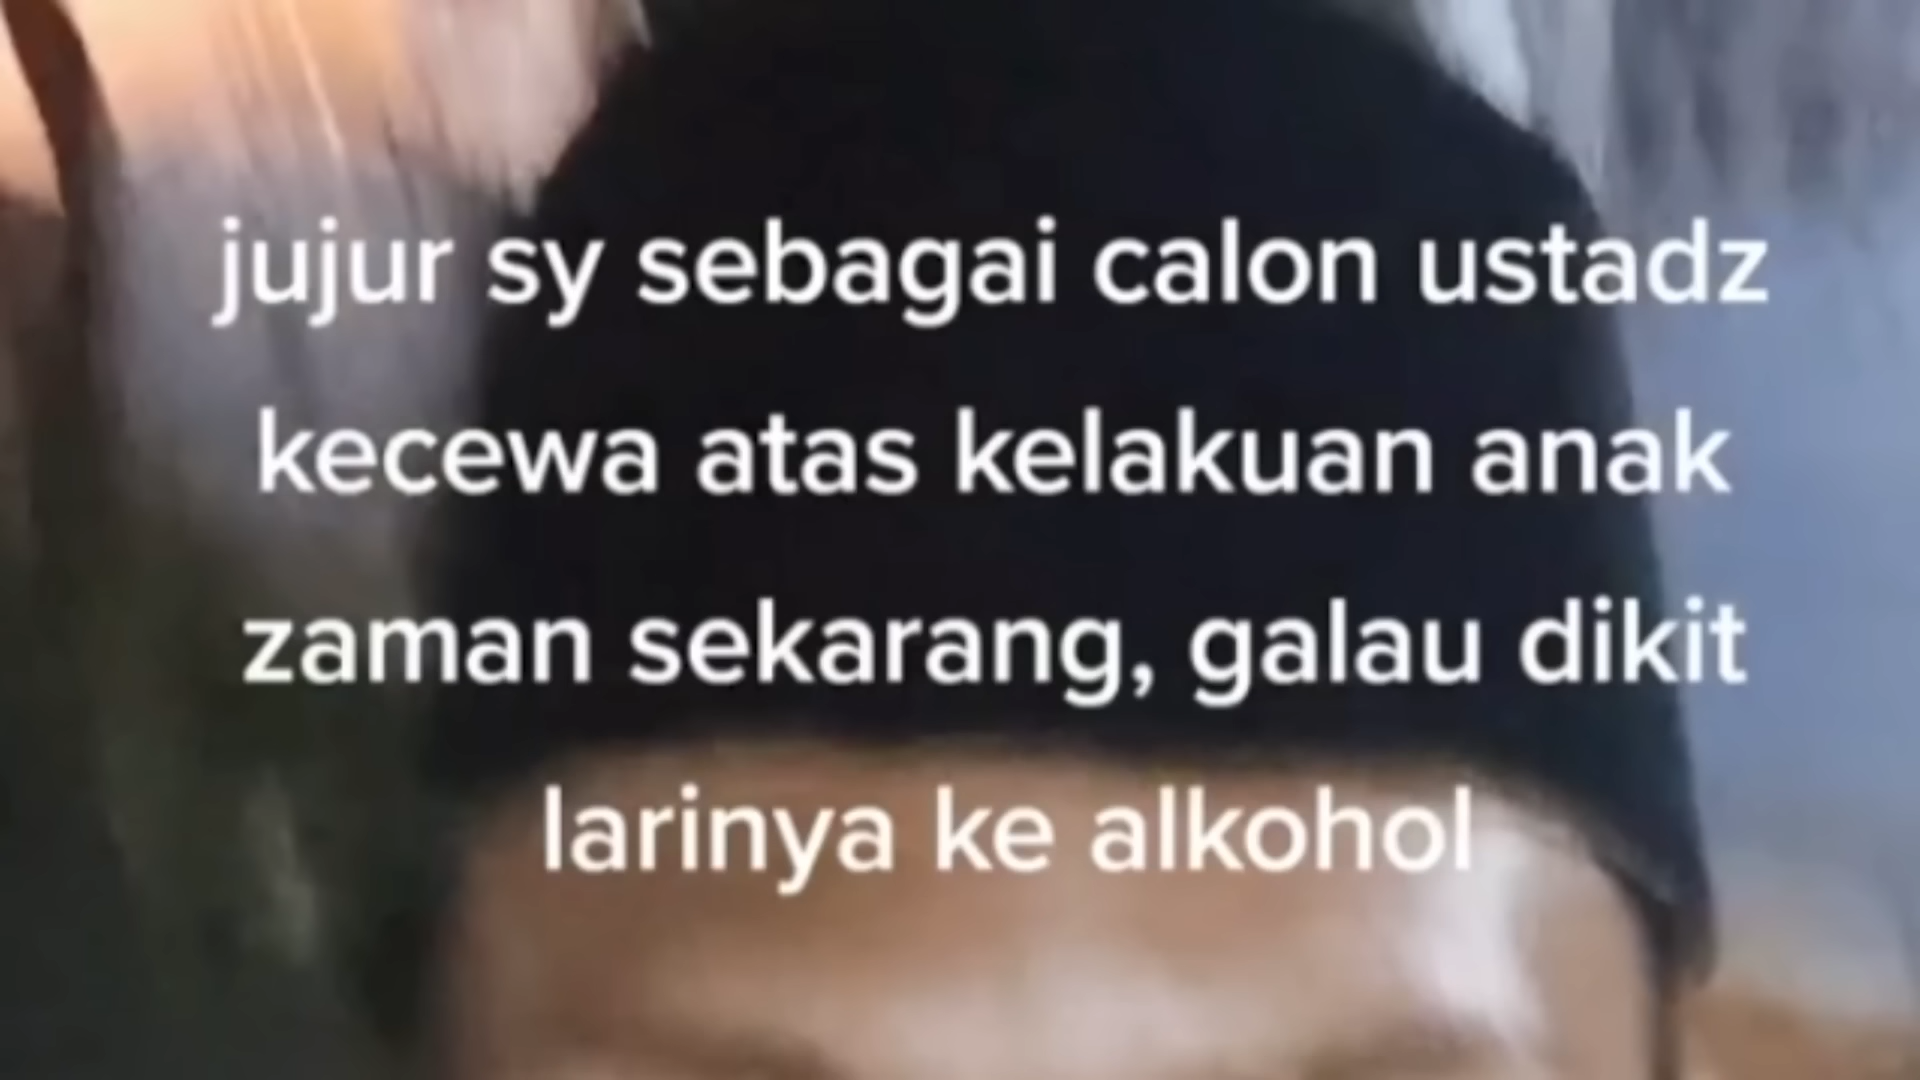 jujur sy sebagai calon ustadz
kecewa atas kelakuan anak
zaman sekarang, galau dikit
larinya ke alkohol